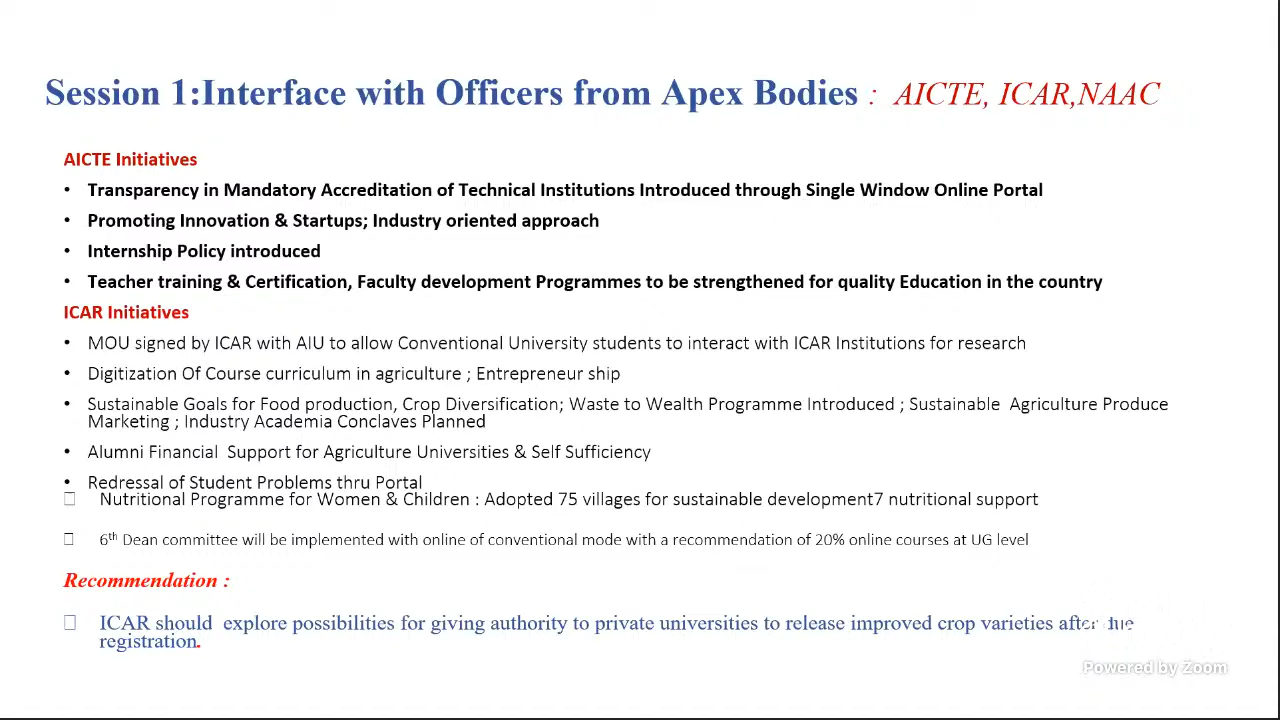 Session 1:Interface with Officers from Apex Bodies : AICTE, ICAR,NAAC
AICTE Initiatives
• Transparency in Mandatory Accreditation of Technical Institutions Introduced through Single Window Online Portal
• Promoting Innovation & Startups; Industry oriented approach
• Internship Policy introduced
• Teacher training & Certification, Faculty development Programmes to be strengthened for quality Education in the country
ICAR Initiatives
• MOU signed by ICAR with AIU to allow Conventional University students to interact with ICAR Institutions for research
• Digitization Of Course curriculum in agriculture ; Entrepreneur ship
• Sustainable Goals for Food production, Crop Diversification; Waste to Wealth Programme Introduced ; Sustainable Agriculture Produce
Marketing ; Industry Academia Conclaves Planned
• Alumni Financial Support for Agriculture Universities & Self Sufficiency
• Redressal of Student Problems thru Portal
Nutritional Programme for Women & Children : Adopted 75 villages for sustainable development7 nutritional support
6th Dean committee will be implemented with online of conventional mode with a recommendation of 20% online courses at UG level
Recommendation :
ICAR should explore possibilities for giving authority to private universities to release improved crop varieties after due
registration.
Powered by Zoom